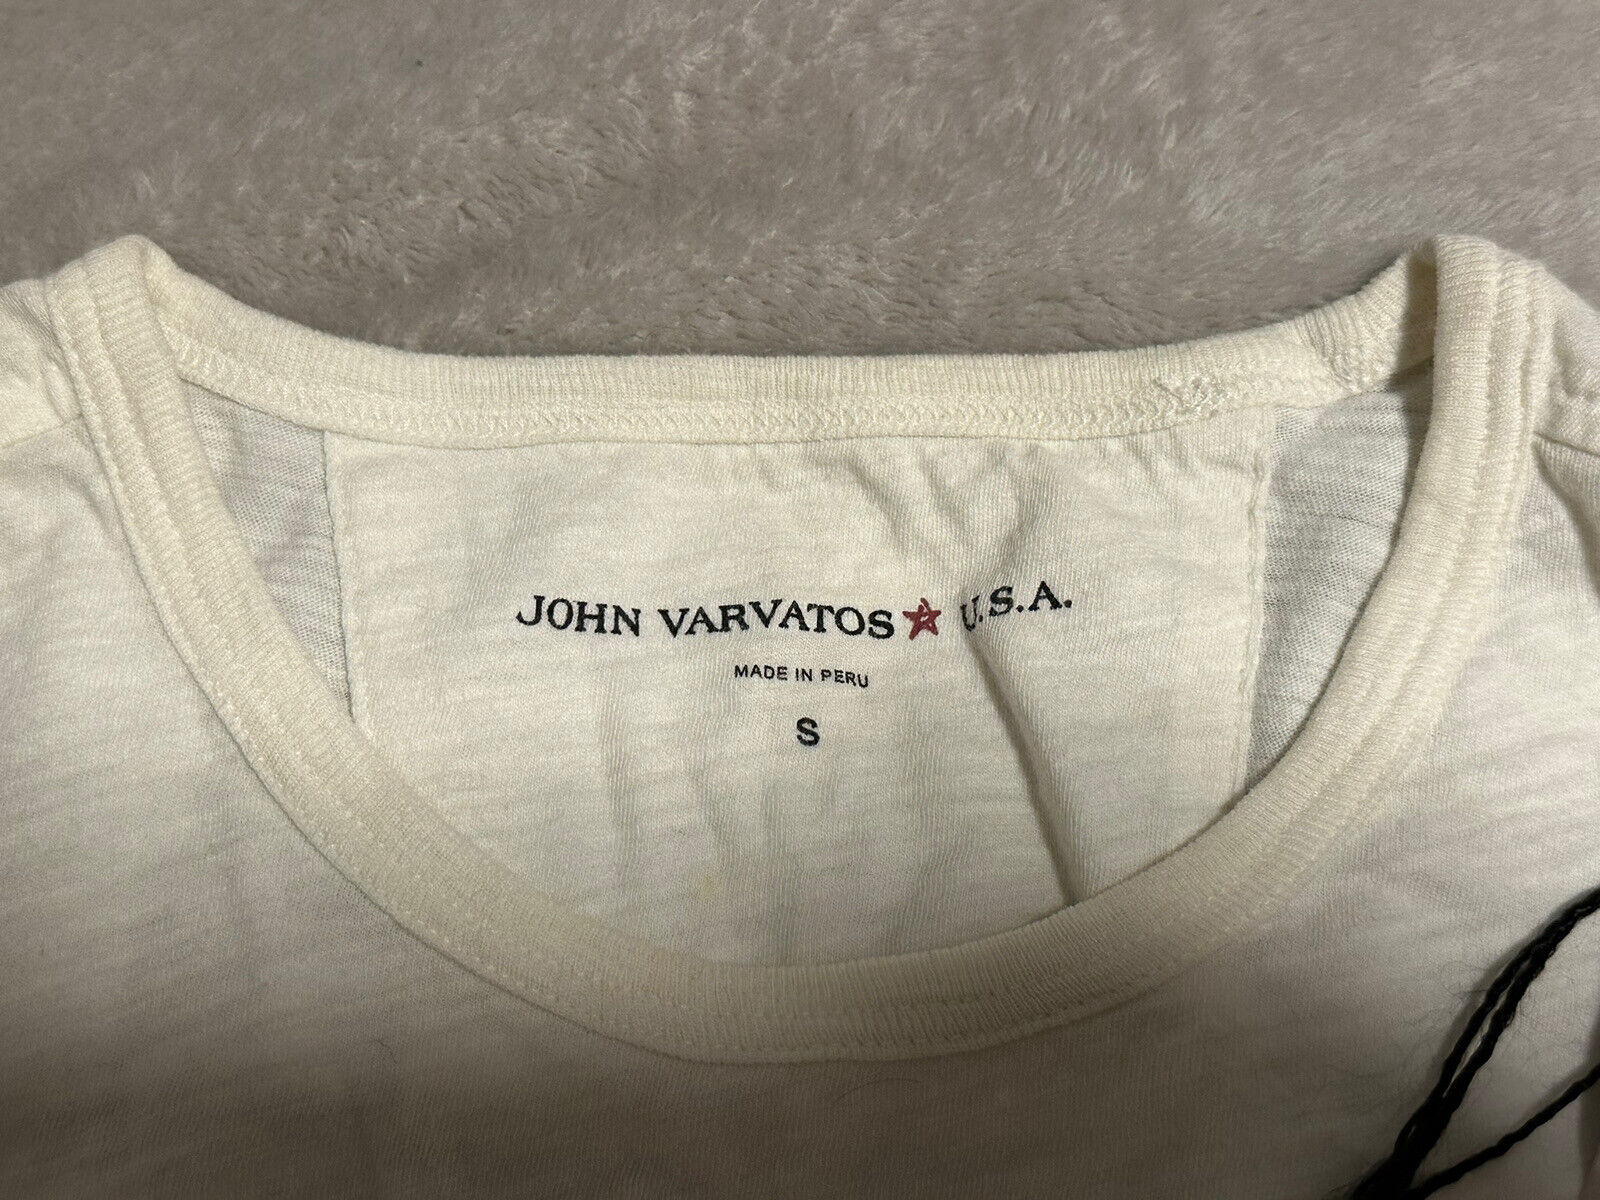 JOHN VARVATOS U.S.A.
MADE IN PERU
S